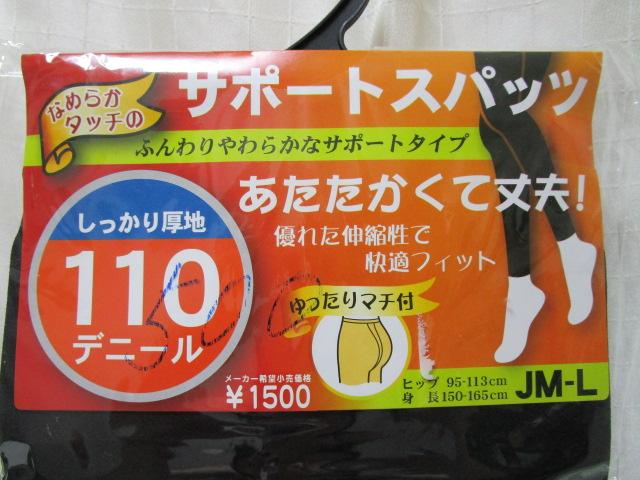 なめらか
タッチの
サポートスパッツ
ふんわりやわらかなサポートタイプ
あたたかくて丈夫!
優れた伸縮性で
快適フィット
しっかり厚地
110
デニール
ゆったりマチ付
メーカー希望小売価格
¥1500
ヒップ 95-113cm
身 長 150-165cm
JM-L